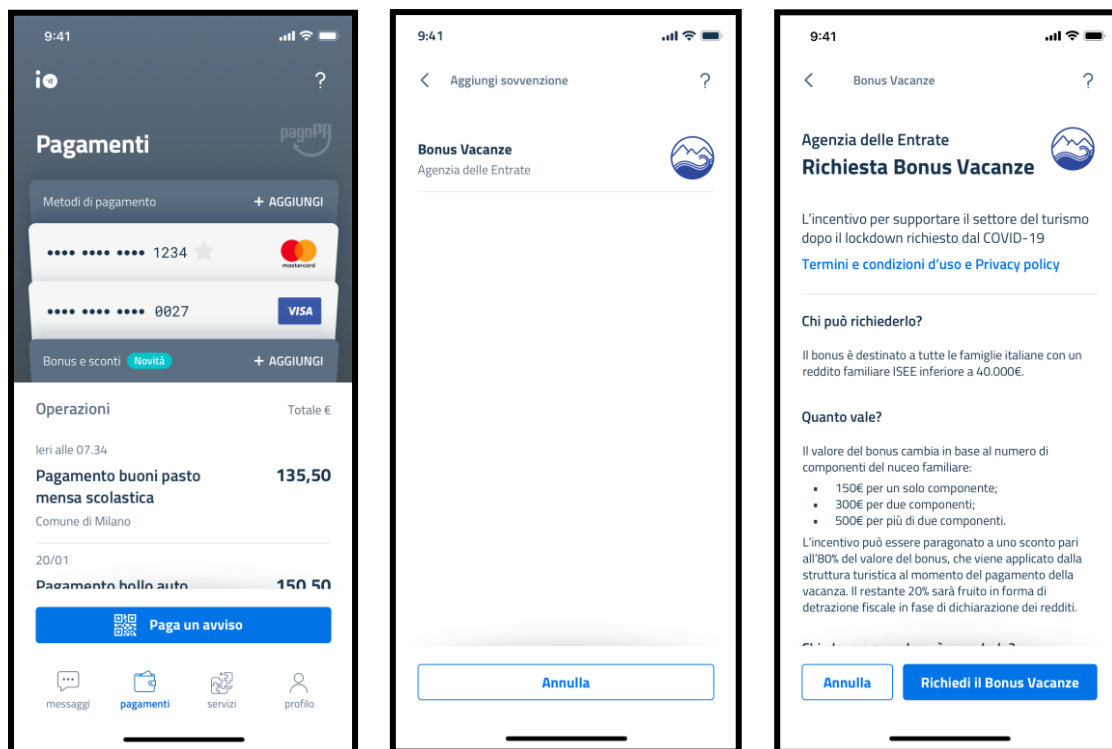 9:41
io
?
Pagamenti
pagoPA
Metodi di pagamento + AGGIUNGI
•••• •••• •••• 1234
mastercard
•••• •••• •••• 0027
VISA
Bonus e sconti Novità + AGGIUNGI
Operazioni Totale €
Ieri alle 07.34
Pagamento buoni pasto 135,50
mensa scolastica
Comune di Milano
20/01
Pagamento bollo auto 150,50
Paga un avviso
messaggi pagamenti servizi profilo
9:41
Aggiungi sovvenzione ?
Bonus Vacanze
Agenzia delle Entrate
Annulla
9:41
Bonus Vacanze ?
Agenzia delle Entrate
Richiesta Bonus Vacanze
L'incentivo per supportare il settore del turismo
dopo il lockdown richiesto dal COVID-19
Termini e condizioni d'uso e Privacy policy
Chi può richiederlo?
Il bonus è destinato a tutte le famiglie italiane con un
reddito familiare ISEE inferiore a 40.000€.
Quanto vale?
Il valore del bonus cambia in base al numero di
componenti del nuceo familiare:
• 150€ per un solo componente;
• 300€ per due componenti;
• 500€ per più di due componenti.
L'incentivo può essere paragonato a uno sconto pari
all'80% del valore del bonus, che viene applicato dalla
struttura turistica al momento del pagamento della
vacanza. Il restante 20% sarà fruito in forma di
detrazione fiscale in fase di dichiarazione dei redditi.
Annulla Richiedi il Bonus Vacanze